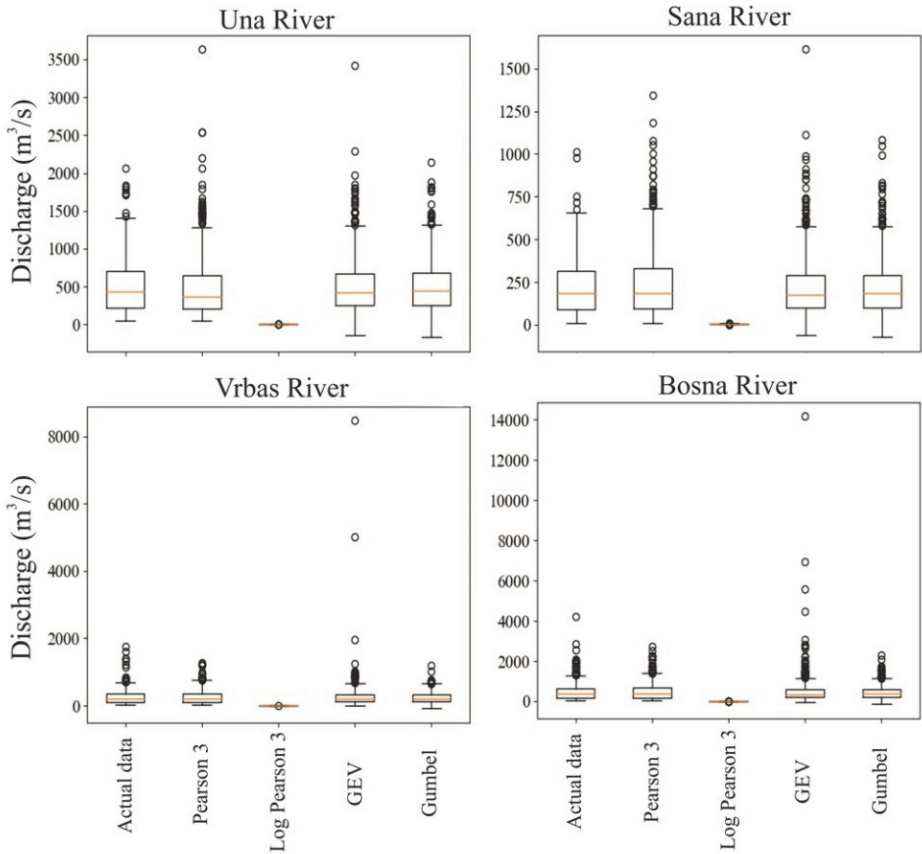 Una River
Discharge (m³/s)
3500
3000
2500
2000
1500
1000
500
0
Sana River
1500
1250
1000
750
500
250
0
Vrbas River
Discharge (m³/s)
8000
6000
4000
2000
0
Actual data
Pearson 3
Log Pearson 3
GEV
Gumbel
Bosna River
14000
12000
10000
8000
6000
4000
2000
0
Actual data
Pearson 3
Log Pearson 3
GEV
Gumbel